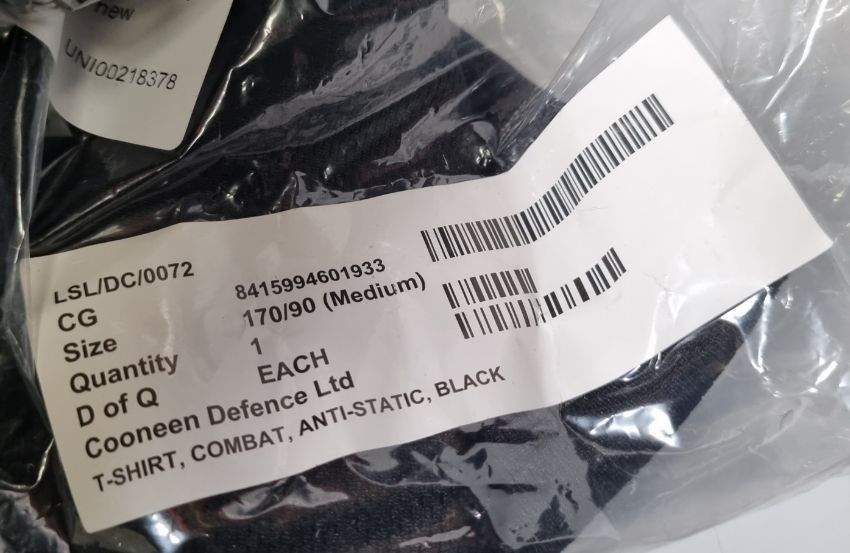 new
UNI00218378
LSL/DC/0072
CG 8415994601933
Size 170/90 (Medium)
Quantity 1
D of Q EACH
Cooneen Defence Ltd
T-SHIRT, COMBAT, ANTI-STATIC, BLACK